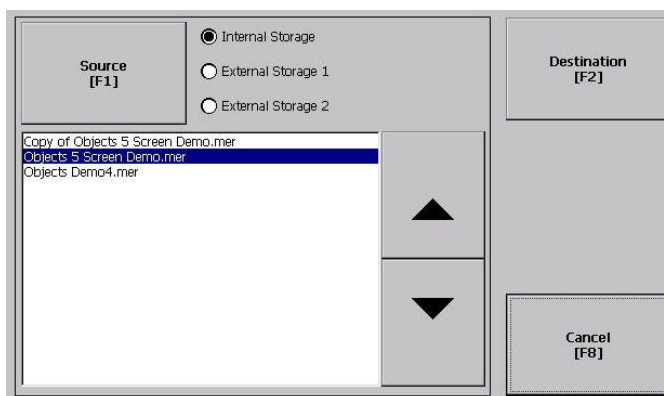 Source
[F1]
Internal Storage
External Storage 1
External Storage 2
Destination
[F2]
Copy of Objects 5 Screen Demo.mer
Objects 5 Screen Demo.mer
Objects Demo4.mer
Cancel
[F8]